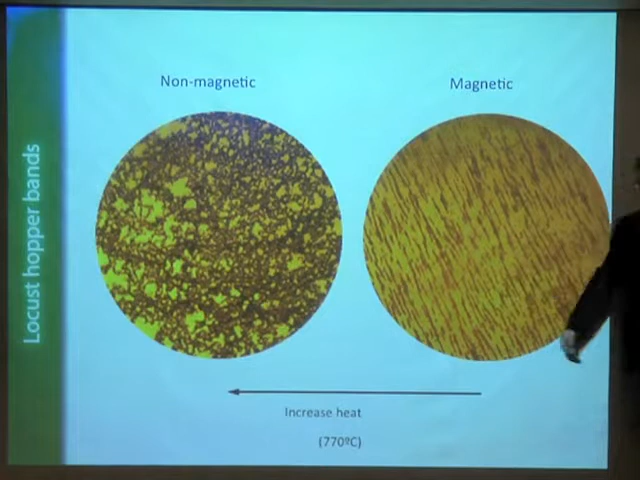 Locust hopper bands
Non-magnetic
Magnetic
Increase heat
(770ºC)